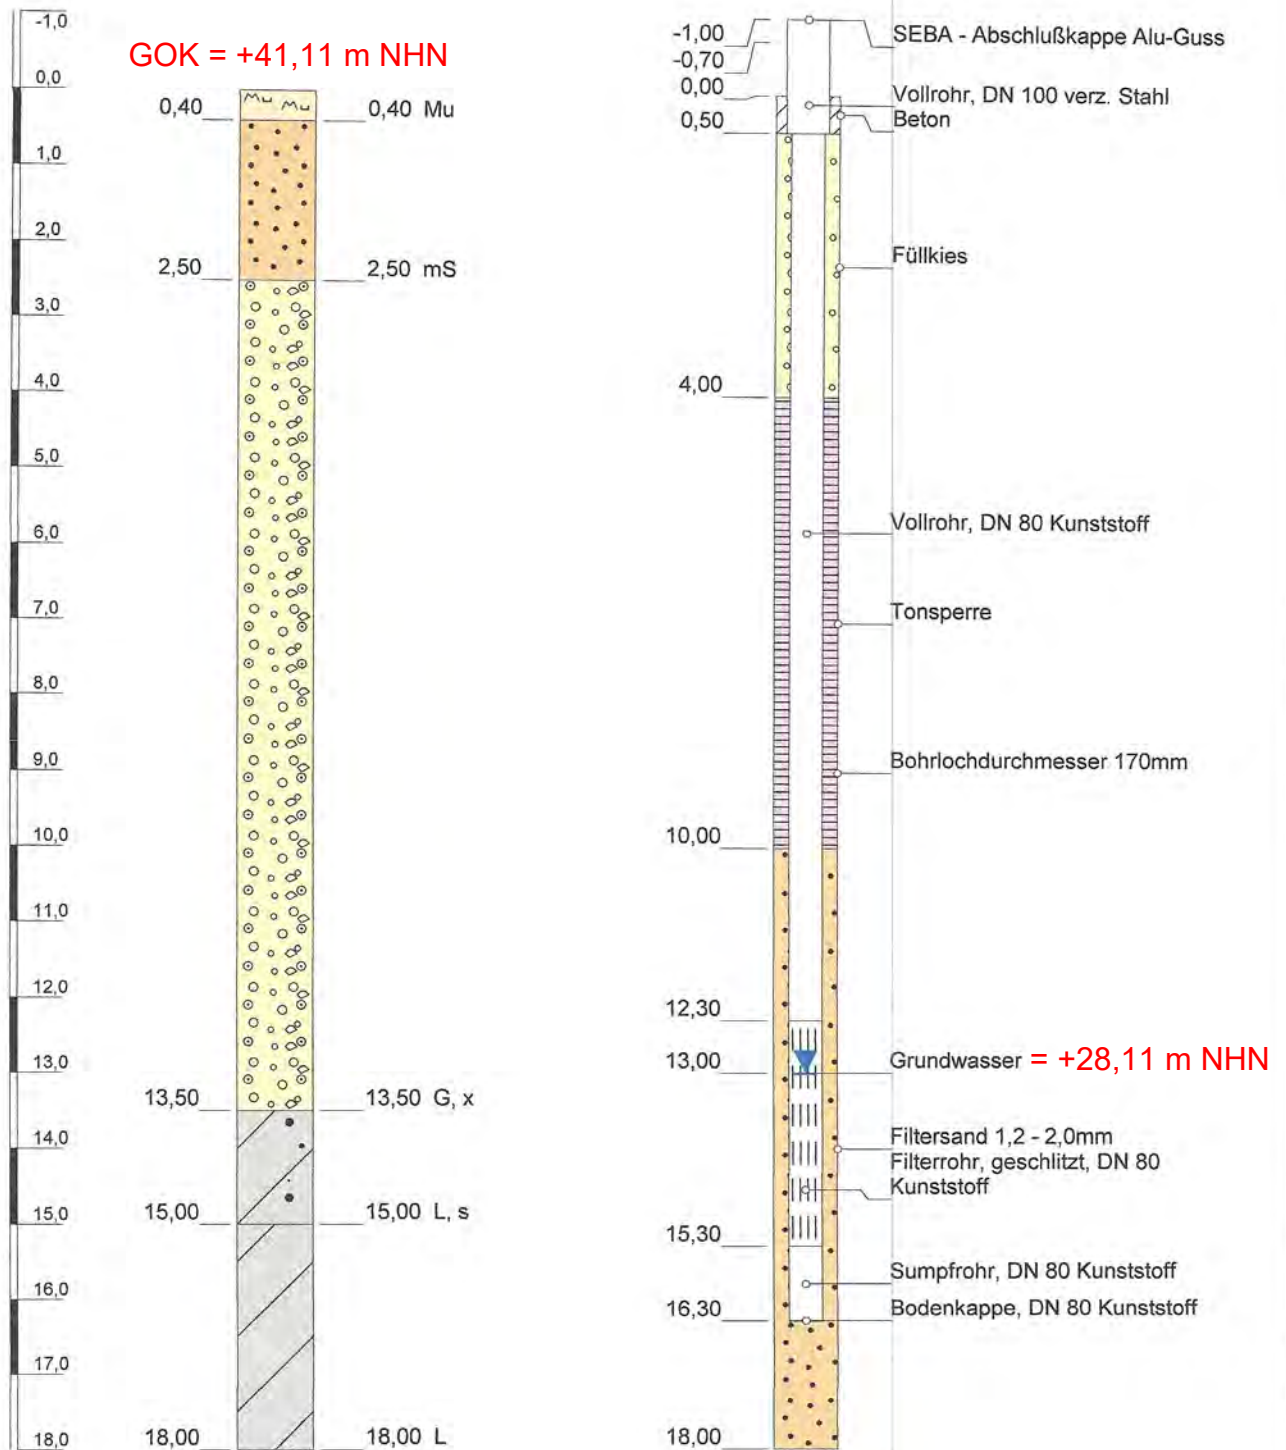 -1,0
0,0
1,0
2,0
3,0
4,0
5,0
6,0
7,0
8,0
9,0
10,0
11,0
12,0
13,0
14,0
15,0
16,0
17,0
18,0
GOK = +41,11 m NHN
Mu Mu
0,40 0,40 Mu
2,50 2,50 mS
13,50 13,50 G, x
15,00 15,00 L, s
18,00 18,00 L
-1,00
-0,70
0,00
0,50
4,00
10,00
12,30
13,00
15,30
16,30
18,00
SEBA - Abschlußkappe Alu-Guss
Vollrohr, DN 100 verz. Stahl
Beton
Füllkies
Vollrohr, DN 80 Kunststoff
Tonsperre
Bohrlochdurchmesser 170mm
Grundwasser = +28,11 m NHN
Filtersand 1,2 - 2,0mm
Filterrohr, geschlitzt, DN 80
Kunststoff
Sumpfrohr, DN 80 Kunststoff
Bodenkappe, DN 80 Kunststoff